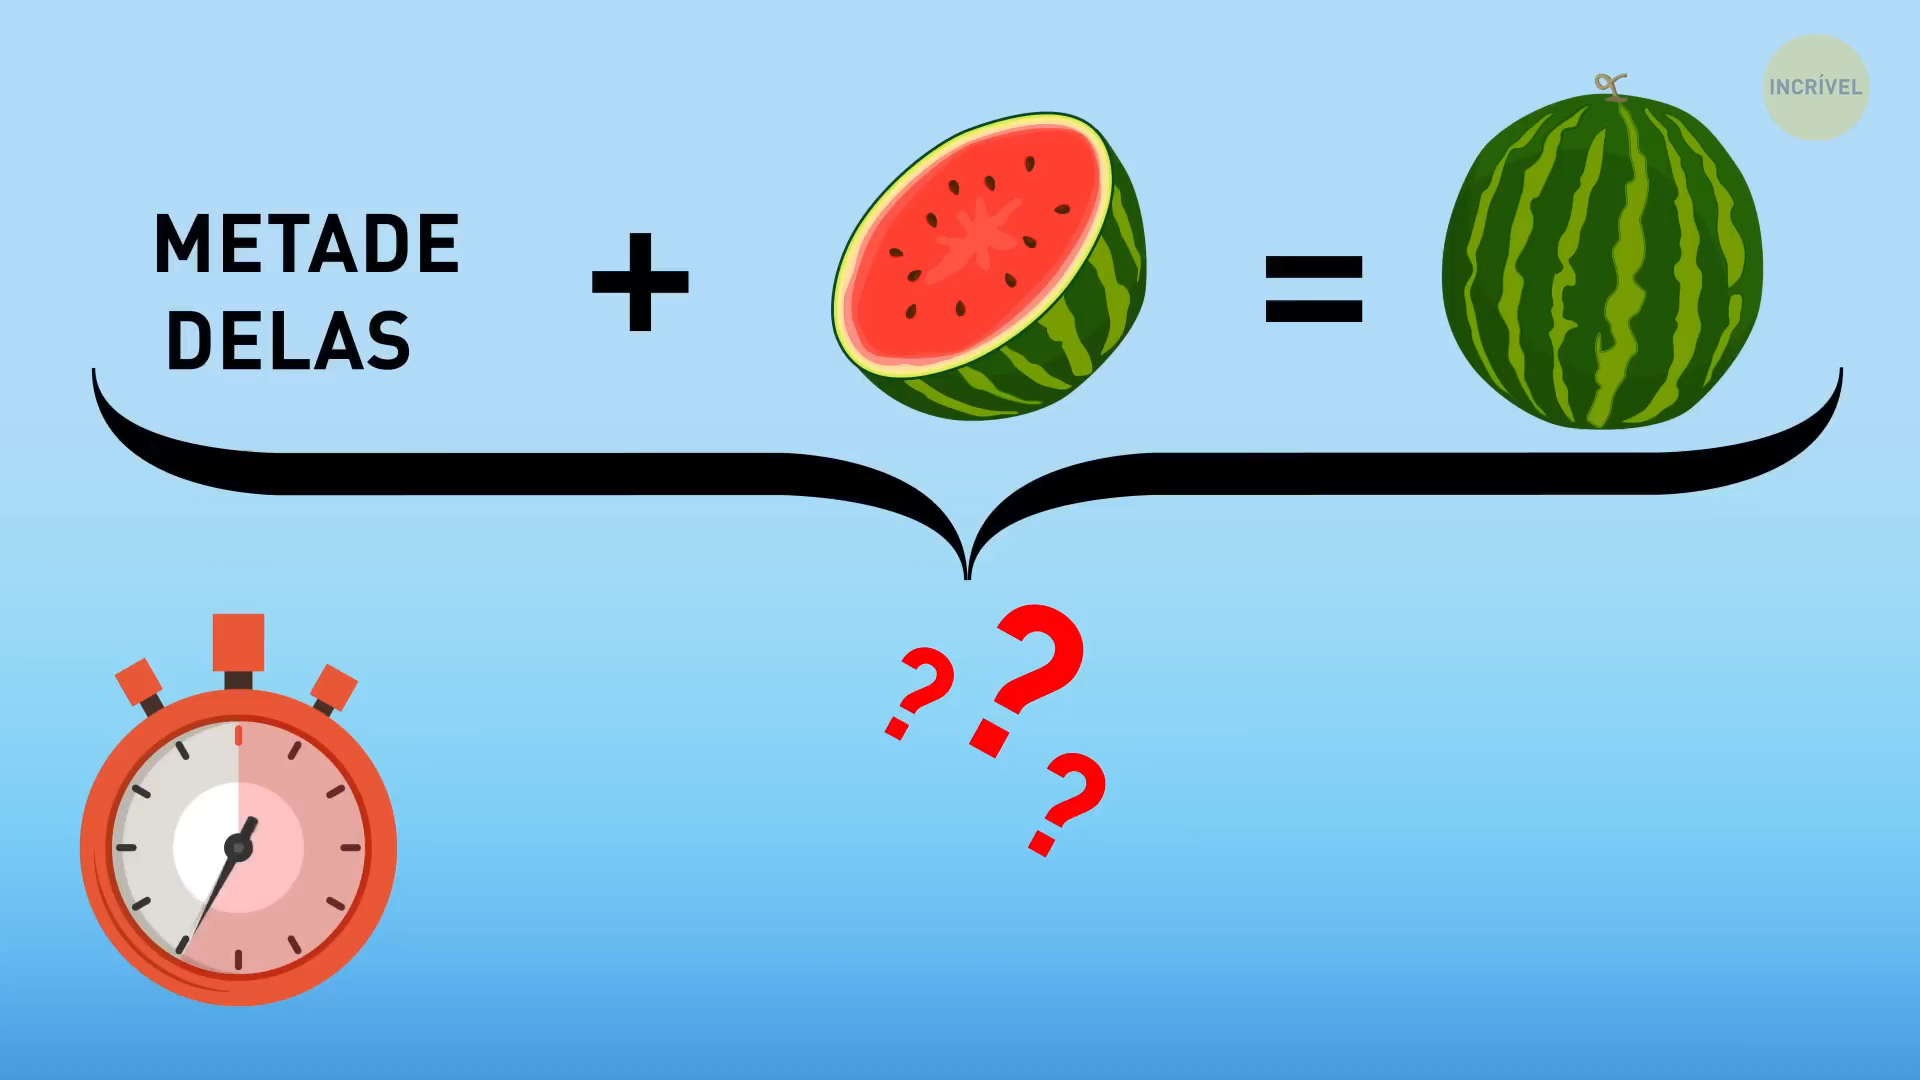 INCRÍVEL
METADE
DELAS
+
=
?
?
?